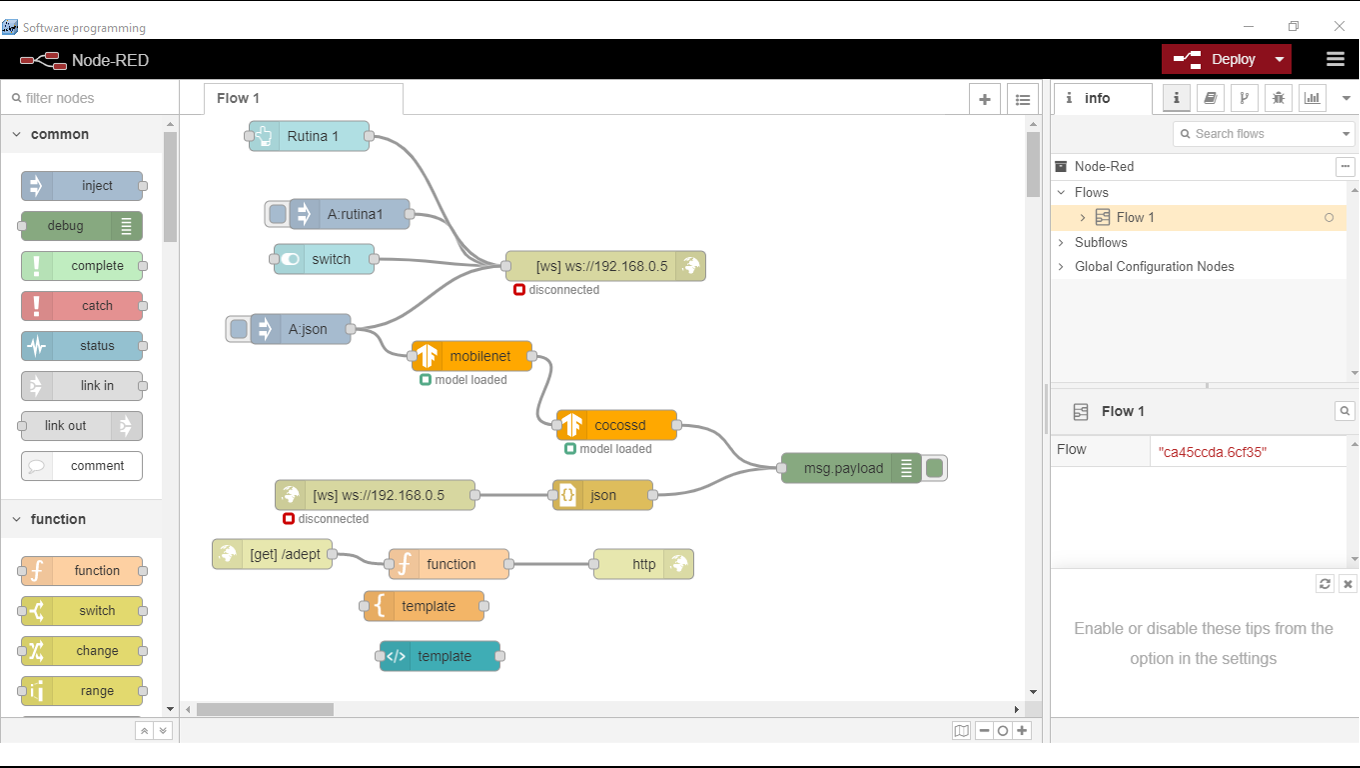 Software programming
Node-RED
Deploy
filter nodes
Flow 1
info
i
common
Search flows
inject
debug
complete
catch
status
link in
link out
comment
function
function
switch
change
range
Rutina 1
A:rutina1
switch
[ws] ws://192.168.0.5
disconnected
A:json
mobilenet
model loaded
cocossd
model loaded
msg.payload
[ws] ws://192.168.0.5
disconnected
json
[get] /adept
function
http
template
template
Node-Red
Flows
Flow 1
Subflows
Global Configuration Nodes
Flow 1
Flow "ca45ccda.6cf35"
Enable or disable these tips from the
option in the settings